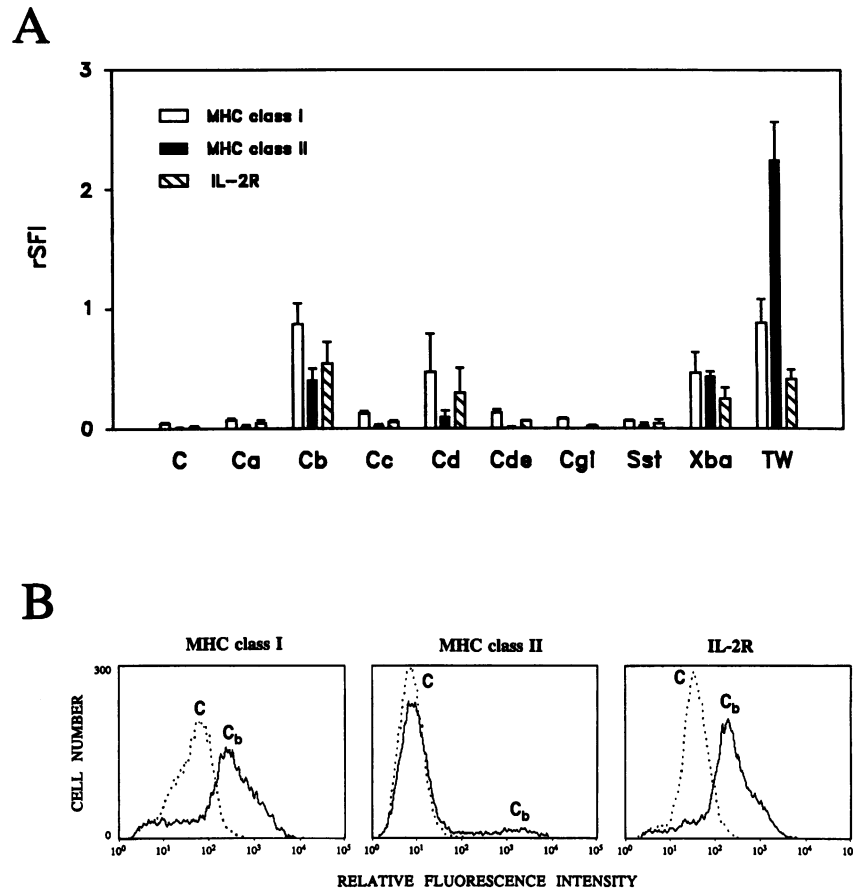 A
3
2
1
0
rSFI
MHC class I
MHC class II
IL-2R
C Ca Cb Cc Cd Cde Cgi Sst Xba TW
B
MHC class I MHC class II IL-2R
300
0
CELL NUMBER
C
Cb
C
Cb
C
Cb
10⁰ 10¹ 10² 10³ 10⁴ 10⁵ 10⁰ 10¹ 10² 10³ 10⁴ 10⁵ 10⁰ 10¹ 10² 10³ 10⁴ 10
RELATIVE FLUORESCENCE INTENSITY